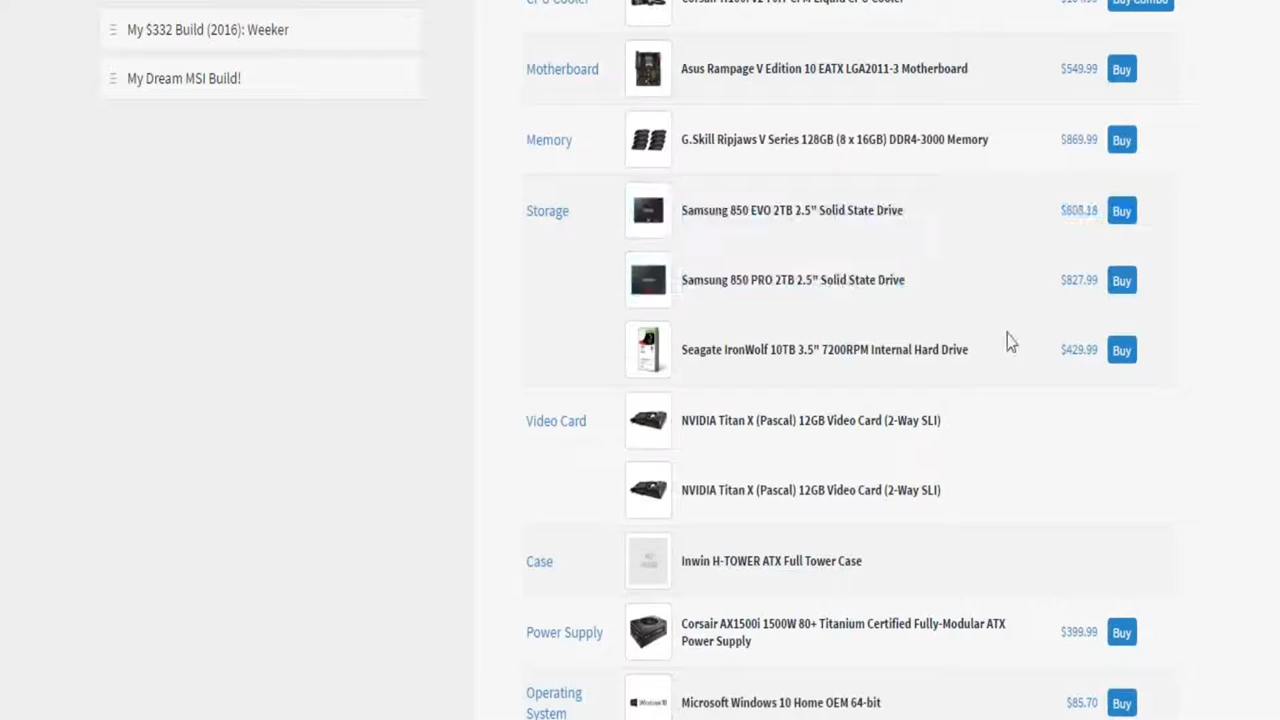 My $332 Build (2016): Weeker
My Dream MSI Build!
Buy Combo
Motherboard
Asus Rampage V Edition 10 EATX LGA2011-3 Motherboard
$549.99
Buy
Memory
G.Skill Ripjaws V Series 128GB (8 x 16GB) DDR4-3000 Memory
$869.99
Buy
Storage
Samsung 850 EVO 2TB 2.5" Solid State Drive
Buy
Samsung 850 PRO 2TB 2.5" Solid State Drive
$827.99
Buy
Seagate IronWolf 10TB 3.5" 7200RPM Internal Hard Drive
$429.99
Buy
Video Card
NVIDIA Titan X (Pascal) 12GB Video Card (2-Way SLI)
NVIDIA Titan X (Pascal) 12GB Video Card (2-Way SLI)
Case
Inwin H-TOWER ATX Full Tower Case
Power Supply
Corsair AX1500i 1500W 80+ Titanium Certified Fully-Modular ATX
Power Supply
$399.99
Buy
Operating
System
Microsoft Windows 10 Home OEM 64-bit
$85.70
Buy